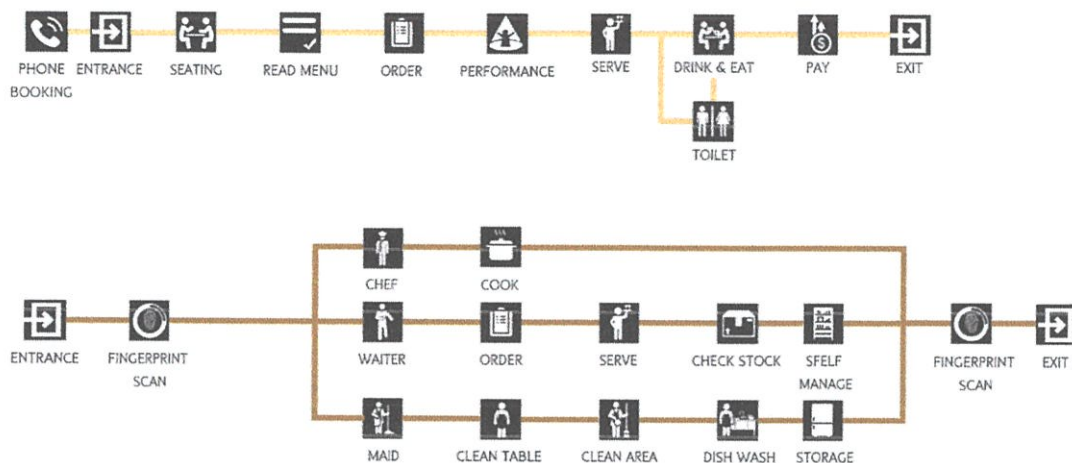 PHONE BOOKING
ENTRANCE
SEATING
READ MENU
ORDER
PERFORMANCE
SERVE
DRINK & EAT
PAY
EXIT
TOILET
CHEF
COOK
ENTRANCE
FINGERPRINT SCAN
WAITER
ORDER
SERVE
CHECK STOCK
SFELF MANAGE
FINGERPRINT SCAN
EXIT
MAID
CLEAN TABLE
CLEAN AREA
DISH WASH
STORAGE